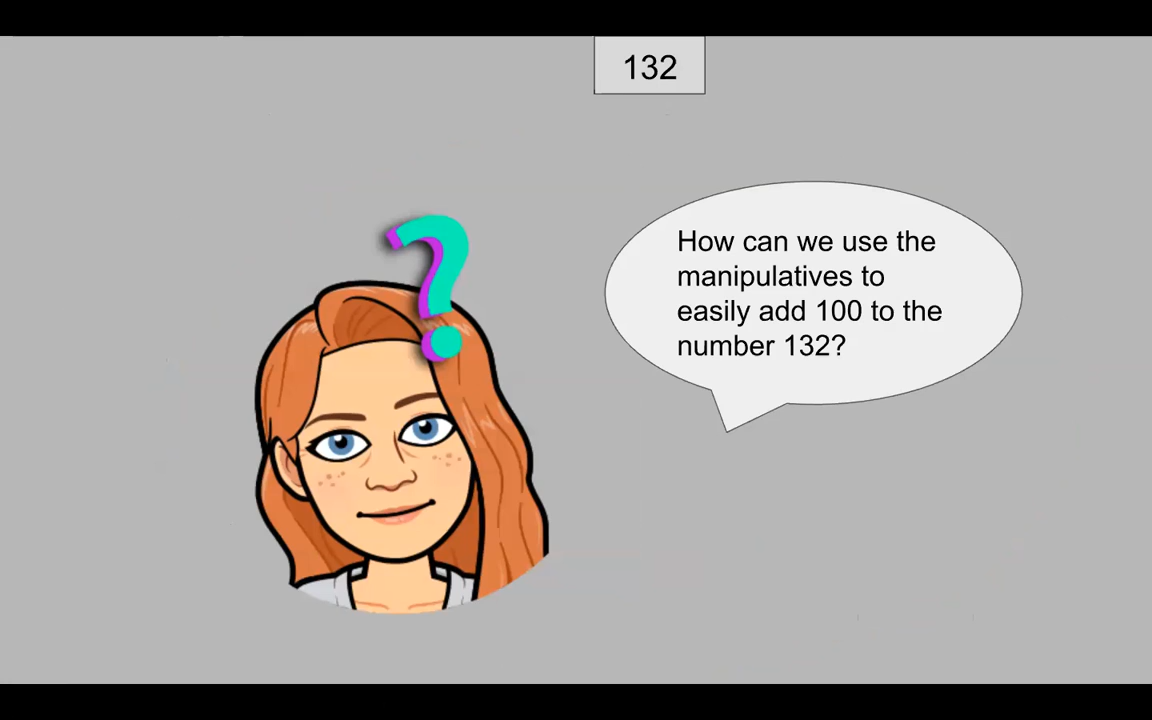 132
How can we use the
manipulatives to
easily add 100 to the
number 132?